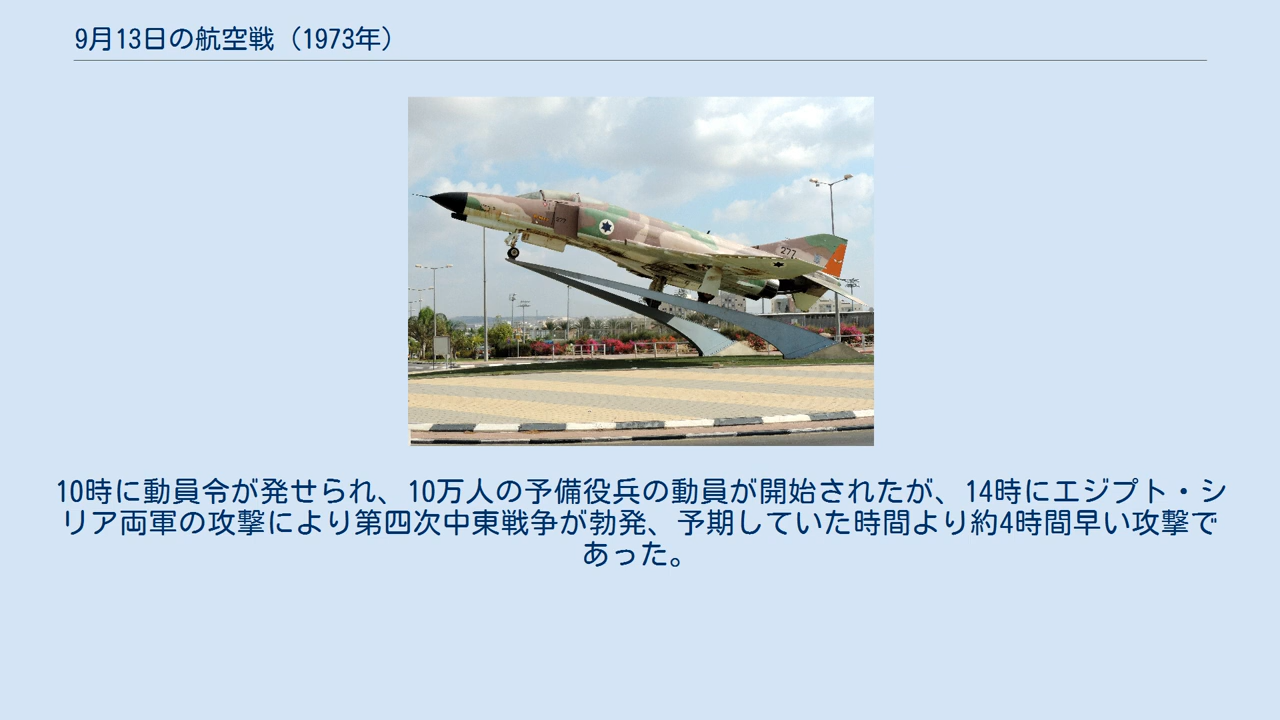 9月13日の航空戦（1973年）
277
10時に動員令が発せられ、10万人の予備役兵の動員が開始されたが、14時にエジプト・シ
リア両軍の攻撃により第四次中東戦争が勃発、予期していた時間より約4時間早い攻撃で
あった。